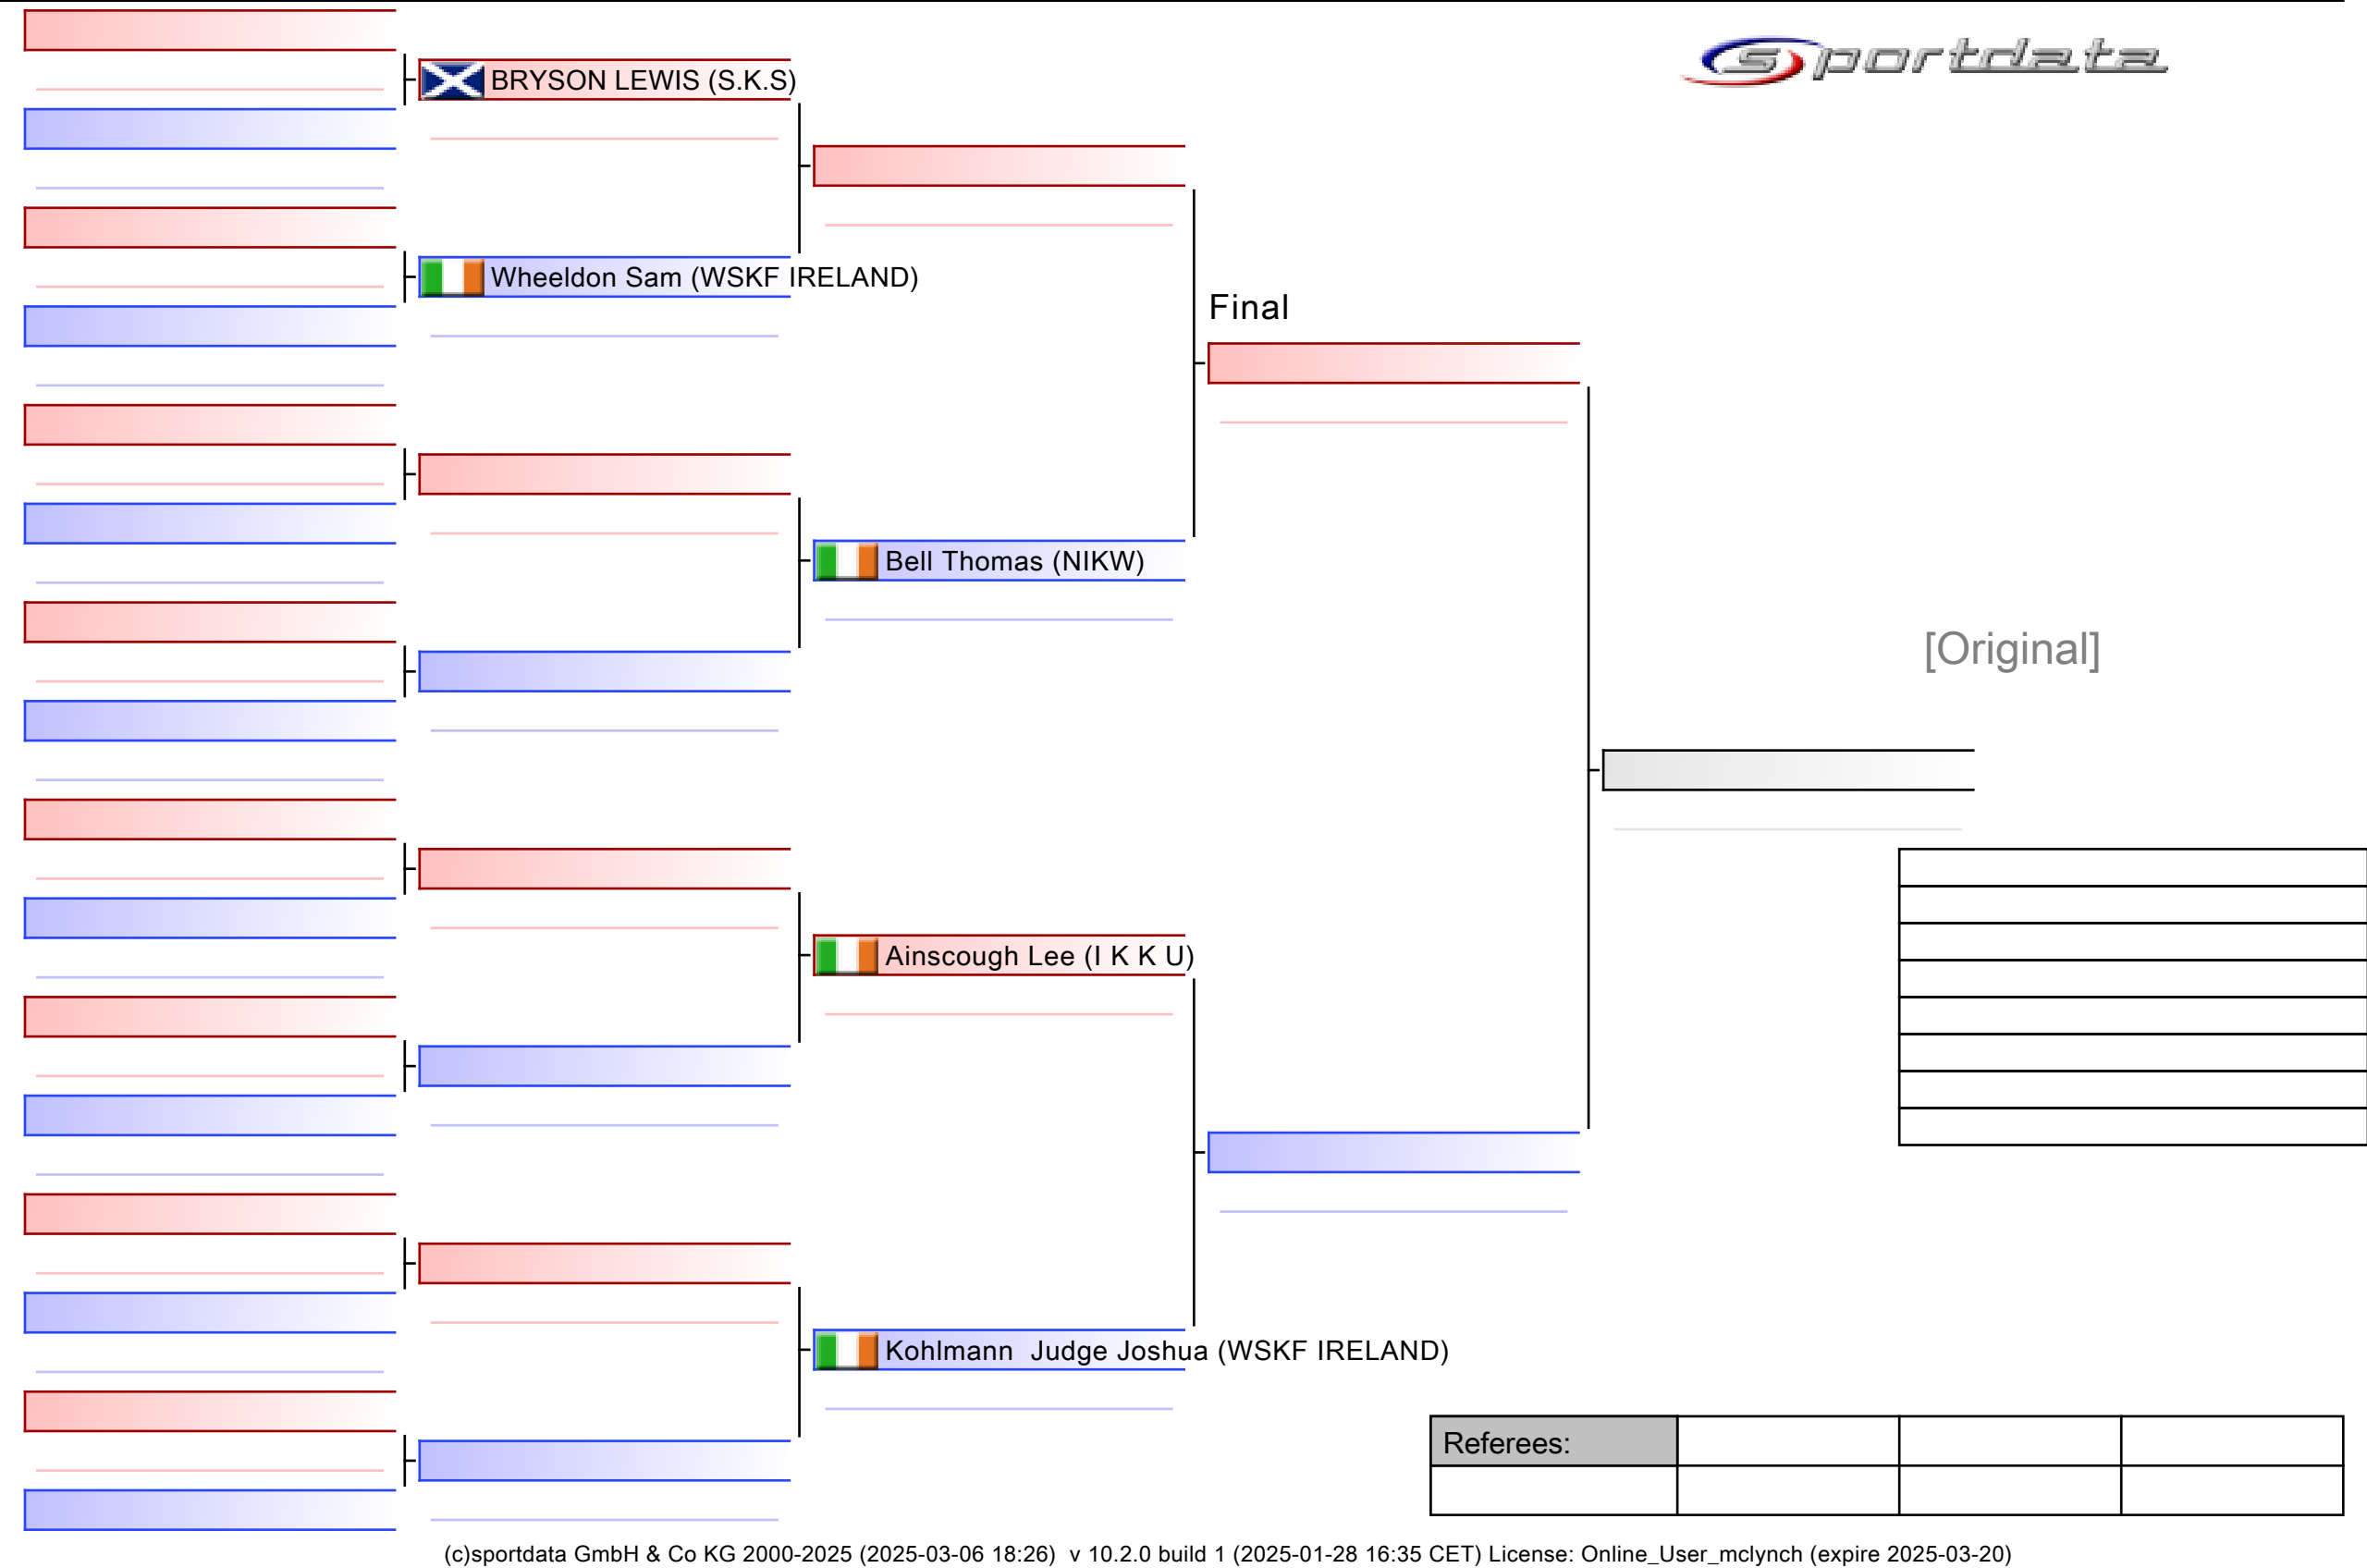 sportdata
BRYSON LEWIS (S.K.S)
Wheeldon Sam (WSKF IRELAND)
Final
Bell Thomas (NIKW)
[Original]
Ainscough Lee (I K K U)
Kohlmann  Judge Joshua (WSKF IRELAND)
Referees:
(c)sportdata GmbH & Co KG 2000-2025 (2025-03-06 18:26)  v 10.2.0 build 1 (2025-01-28 16:35 CET) License: Online_User_mclynch (expire 2025-03-20)